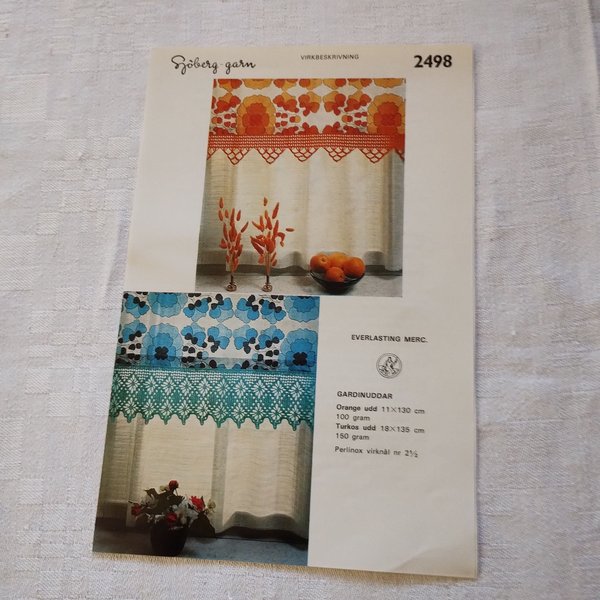 Sjöberg-garn
VIRKBESKRIVNING
2498
EVERLASTING MERC.
GARDINUDDAR
Orange udd 11×130 cm
100 gram
Turkos udd 18×135 cm
150 gram
Perlinox virknål nr 2½